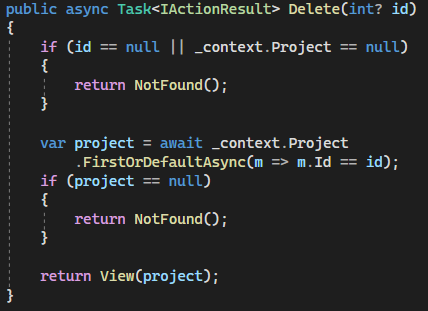 public async Task<IActionResult> Delete(int? id)
{
    if (id == null || _context.Project == null)
    {
        return NotFound();
    }

    var project = await _context.Project
        .FirstOrDefaultAsync(m => m.Id == id);
    if (project == null)
    {
        return NotFound();
    }

    return View(project);
}